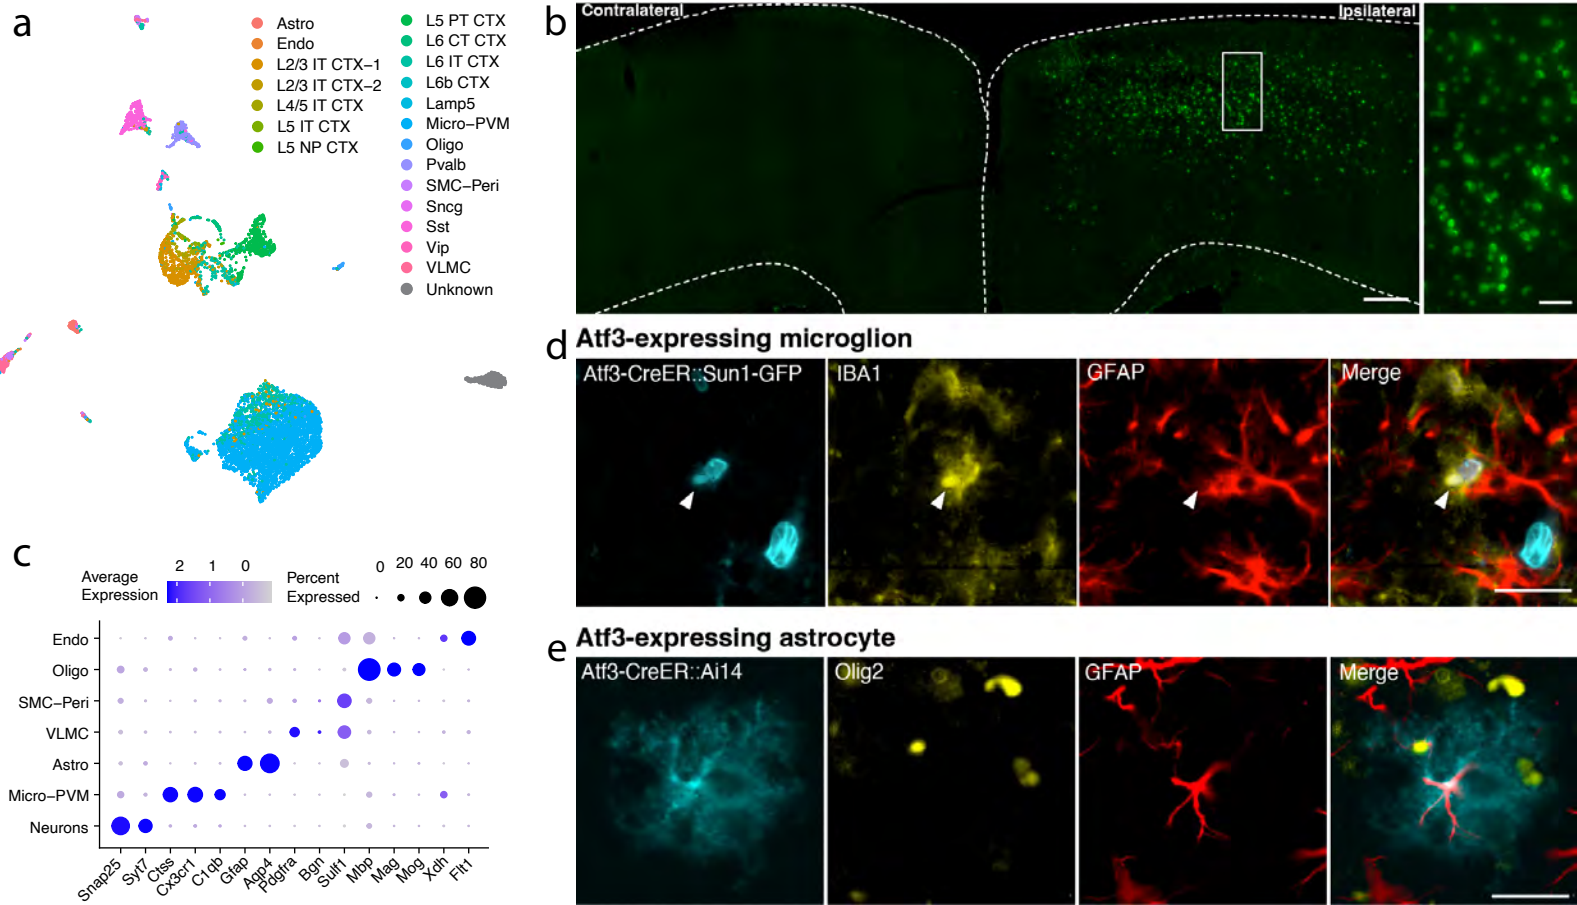 a
Astro
Endo
L2/3 IT CTX−1
L2/3 IT CTX−2
L4/5 IT CTX
L5 IT CTX
L5 NP CTX
L5 PT CTX
L6 CT CTX
L6 IT CTX
L6b CTX
Lamp5
Micro−PVM
Oligo
Pvalb
SMC−Peri
Sncg
Sst
Vip
VLMC
Unknown
b
Contralateral
Ipsilateral
c
Average
Expression
2 1 0
Percent
Expressed
0 20 40 60 80
Endo
Oligo
SMC−Peri
VLMC
Astro
Micro−PVM
Neurons
Snap25
Syt7
Ctss
Cx3cr1
C1qb
Gfap
Aqp4
Pdgfra
Bgn
Sulf1
Mbp
Mag
Mog
Xdh
Flt1
d
Atf3-expressing microglion
Atf3-CreER::Sun1-GFP
IBA1
GFAP
Merge
e
Atf3-expressing astrocyte
Atf3-CreER::Ai14
Olig2
GFAP
Merge